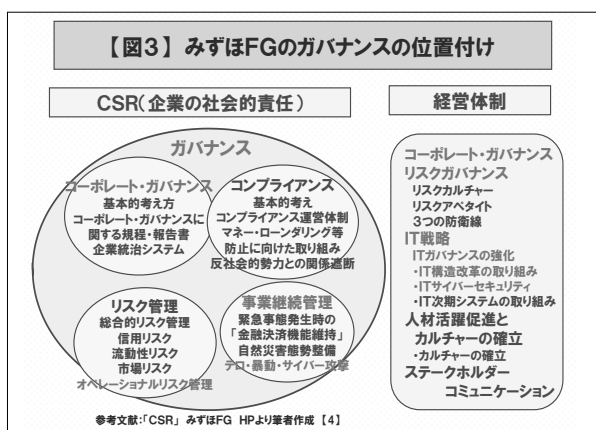 【図3】 みずほFGのガバナンスの位置付け
CSR(企業の社会的責任)
ガバナンス
コーポレート・ガバナンス
基本的考え方
コーポレート・ガバナンスに
関する規程・報告書
企業統治システム
コンプライアンス
基本的考え
コンプライアンス運営体制
マネー・ローンダリング等
防止に向けた取り組み
反社会的勢力との関係遮断
リスク管理
総合的リスク管理
信用リスク
流動性リスク
市場リスク
オペレーショナルリスク管理
事業継続管理
緊急事態発生時の
「金融決済機能維持」
自然災害態勢整備
テロ・暴動・サイバー攻撃
経営体制
コーポレート・ガバナンス
リスクガバナンス
リスクカルチャー
リスクアペタイト
3つの防衛線
IT戦略
ITガバナンスの強化
・IT構造改革の取り組み
・ITサイバーセキュリティ
・IT次期システムの取り組み
人材活躍促進と
カルチャーの確立
・カルチャーの確立
ステークホルダー
コミュニケーション
参考文献:「CSR」 みずほFG HPより筆者作成 【4】